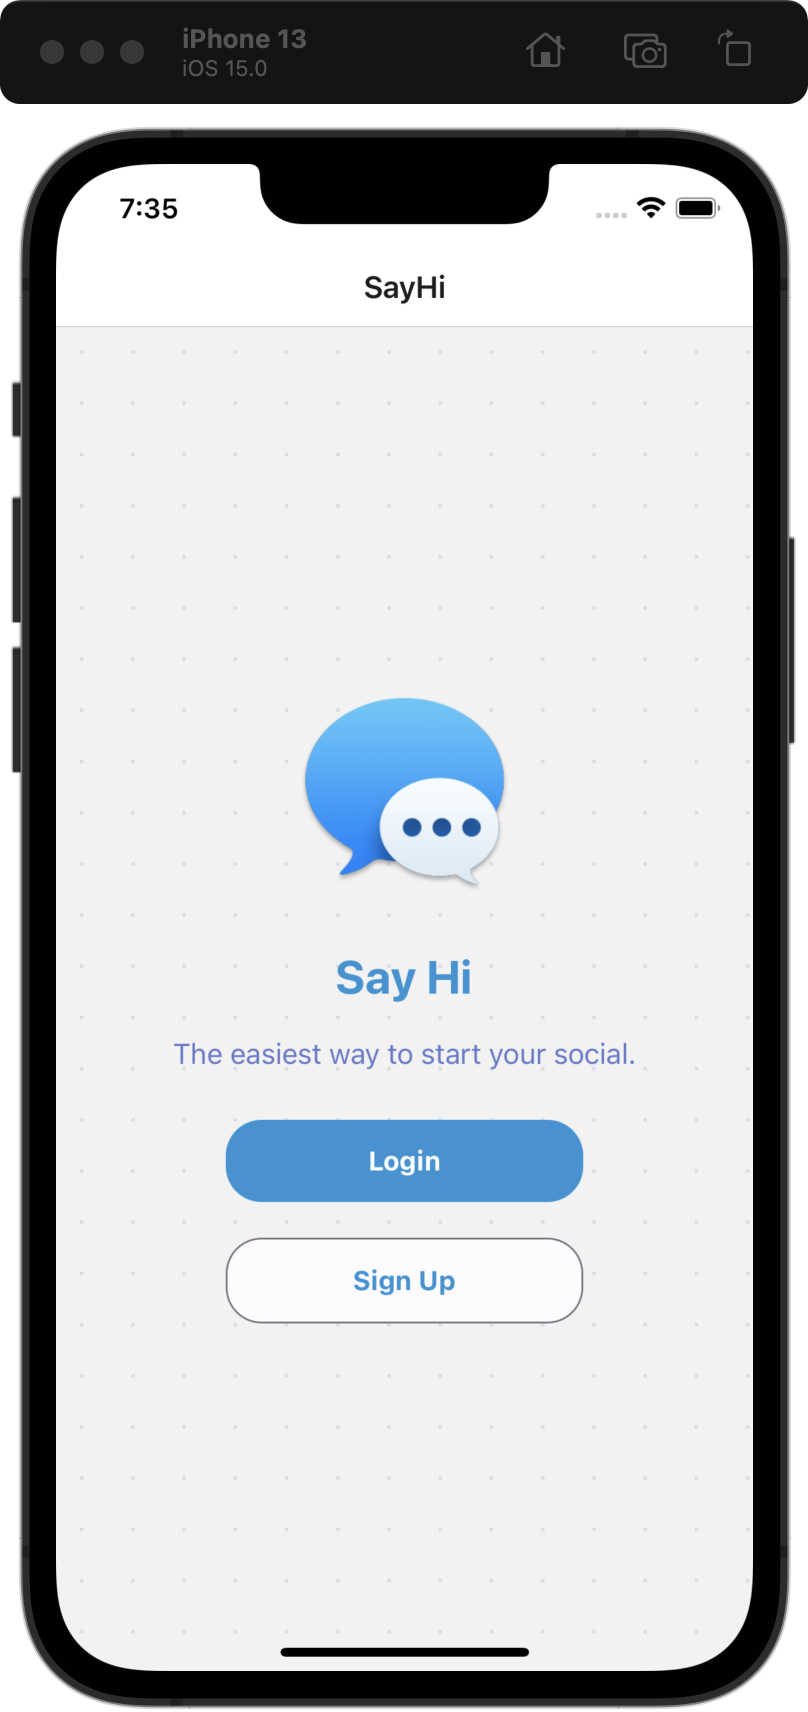 iPhone 13
iOS 15.0
7:35
SayHi
Say Hi
The easiest way to start your social.
Login
Sign Up